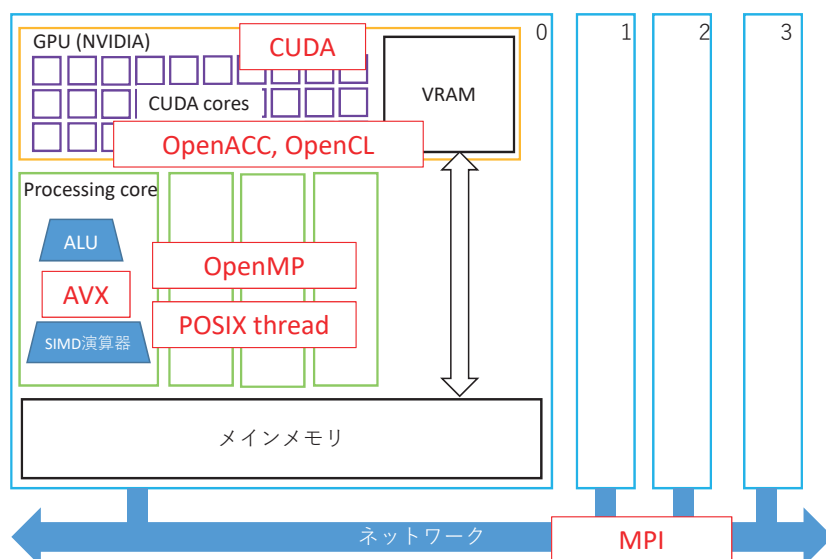 GPU (NVIDIA)
CUDA
0
1
2
3
CUDA cores
VRAM
OpenACC, OpenCL
Processing core
ALU
OpenMP
AVX
POSIX thread
SIMD演算器
メインメモリ
ネットワーク
MPI